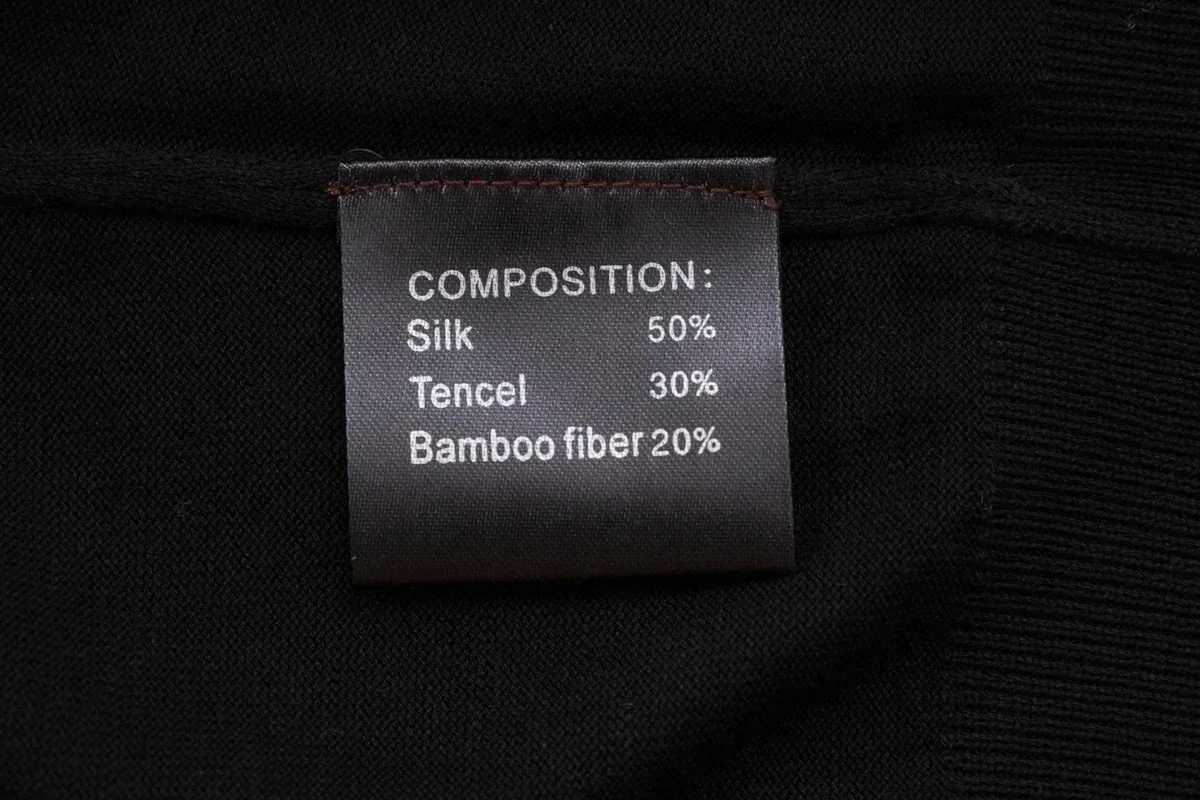 COMPOSITION:
Silk 50%
Tencel 30%
Bamboo fiber 20%